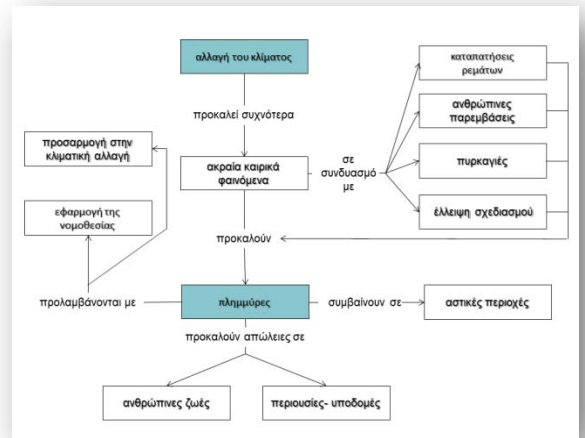 αλλαγή του κλίματος
προκαλεί συχνότερα
ακραία καιρικά
φαινόμενα
σε
συνδυασμό
με
καταπατήσεις
ρεμάτων
ανθρώπινες
παρεμβάσεις
πυρκαγιές
έλλειψη σχεδιασμού
προσαρμογή στην
κλιματική αλλαγή
εφαρμογή της
νομοθεσίας
προκαλούν
προλαμβάνονται με
πλημμύρες
συμβαίνουν σε
αστικές περιοχές
προκαλούν απώλειες σε
ανθρώπινες ζωές
περιουσίες- υποδομές